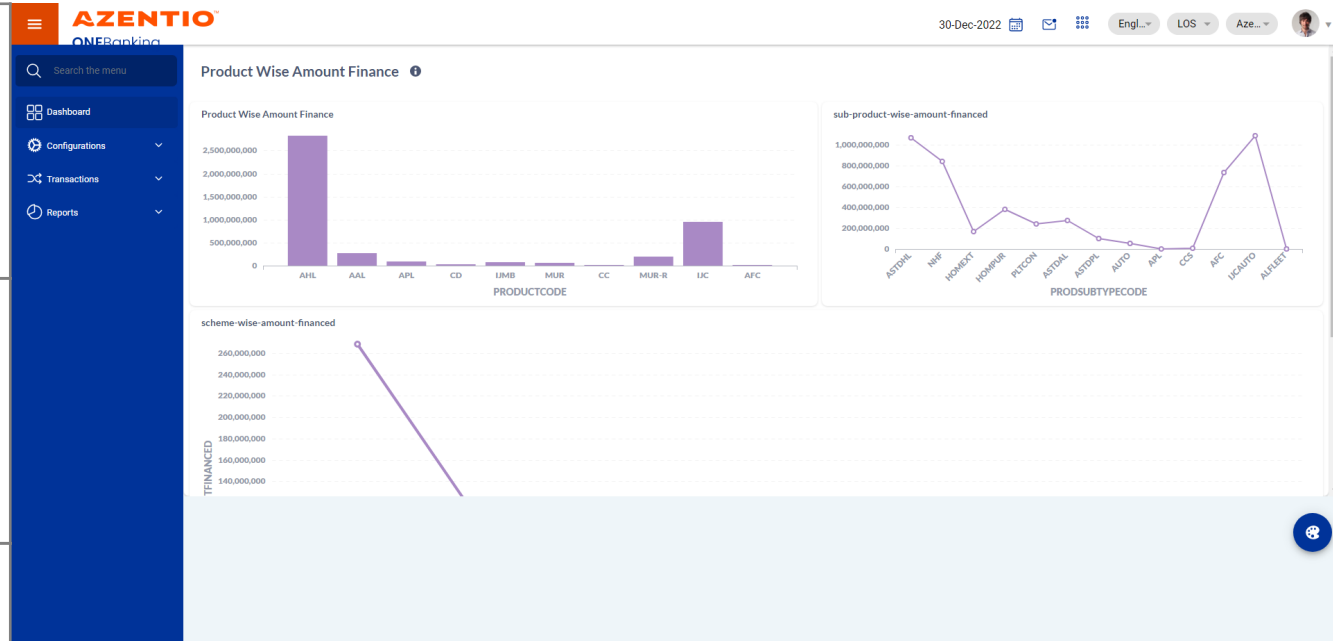 AZENTIO
ONEBanking
30-Dec-2022
Engl...
LOS
Aze...
Search the menu
Dashboard
Configurations
Transactions
Reports
Product Wise Amount Finance
Product Wise Amount Finance
2,500,000,000
2,000,000,000
1,500,000,000
1,000,000,000
500,000,000
0
AHL AAL APL CD IJMB MUR CC MUR-R IJC AFC
PRODUCTCODE
sub-product-wise-amount-financed
1,000,000,000
800,000,000
600,000,000
400,000,000
200,000,000
0
ASTDHL NHF HOMEXT HOMPUR PLTCON ASTDAL ASTDPL AUTO APL CCS AFC IJCAUTO ALFLEET
PRODSUBTYPECODE
scheme-wise-amount-financed
260,000,000
240,000,000
220,000,000
200,000,000
180,000,000
160,000,000
140,000,000
TFINANCED